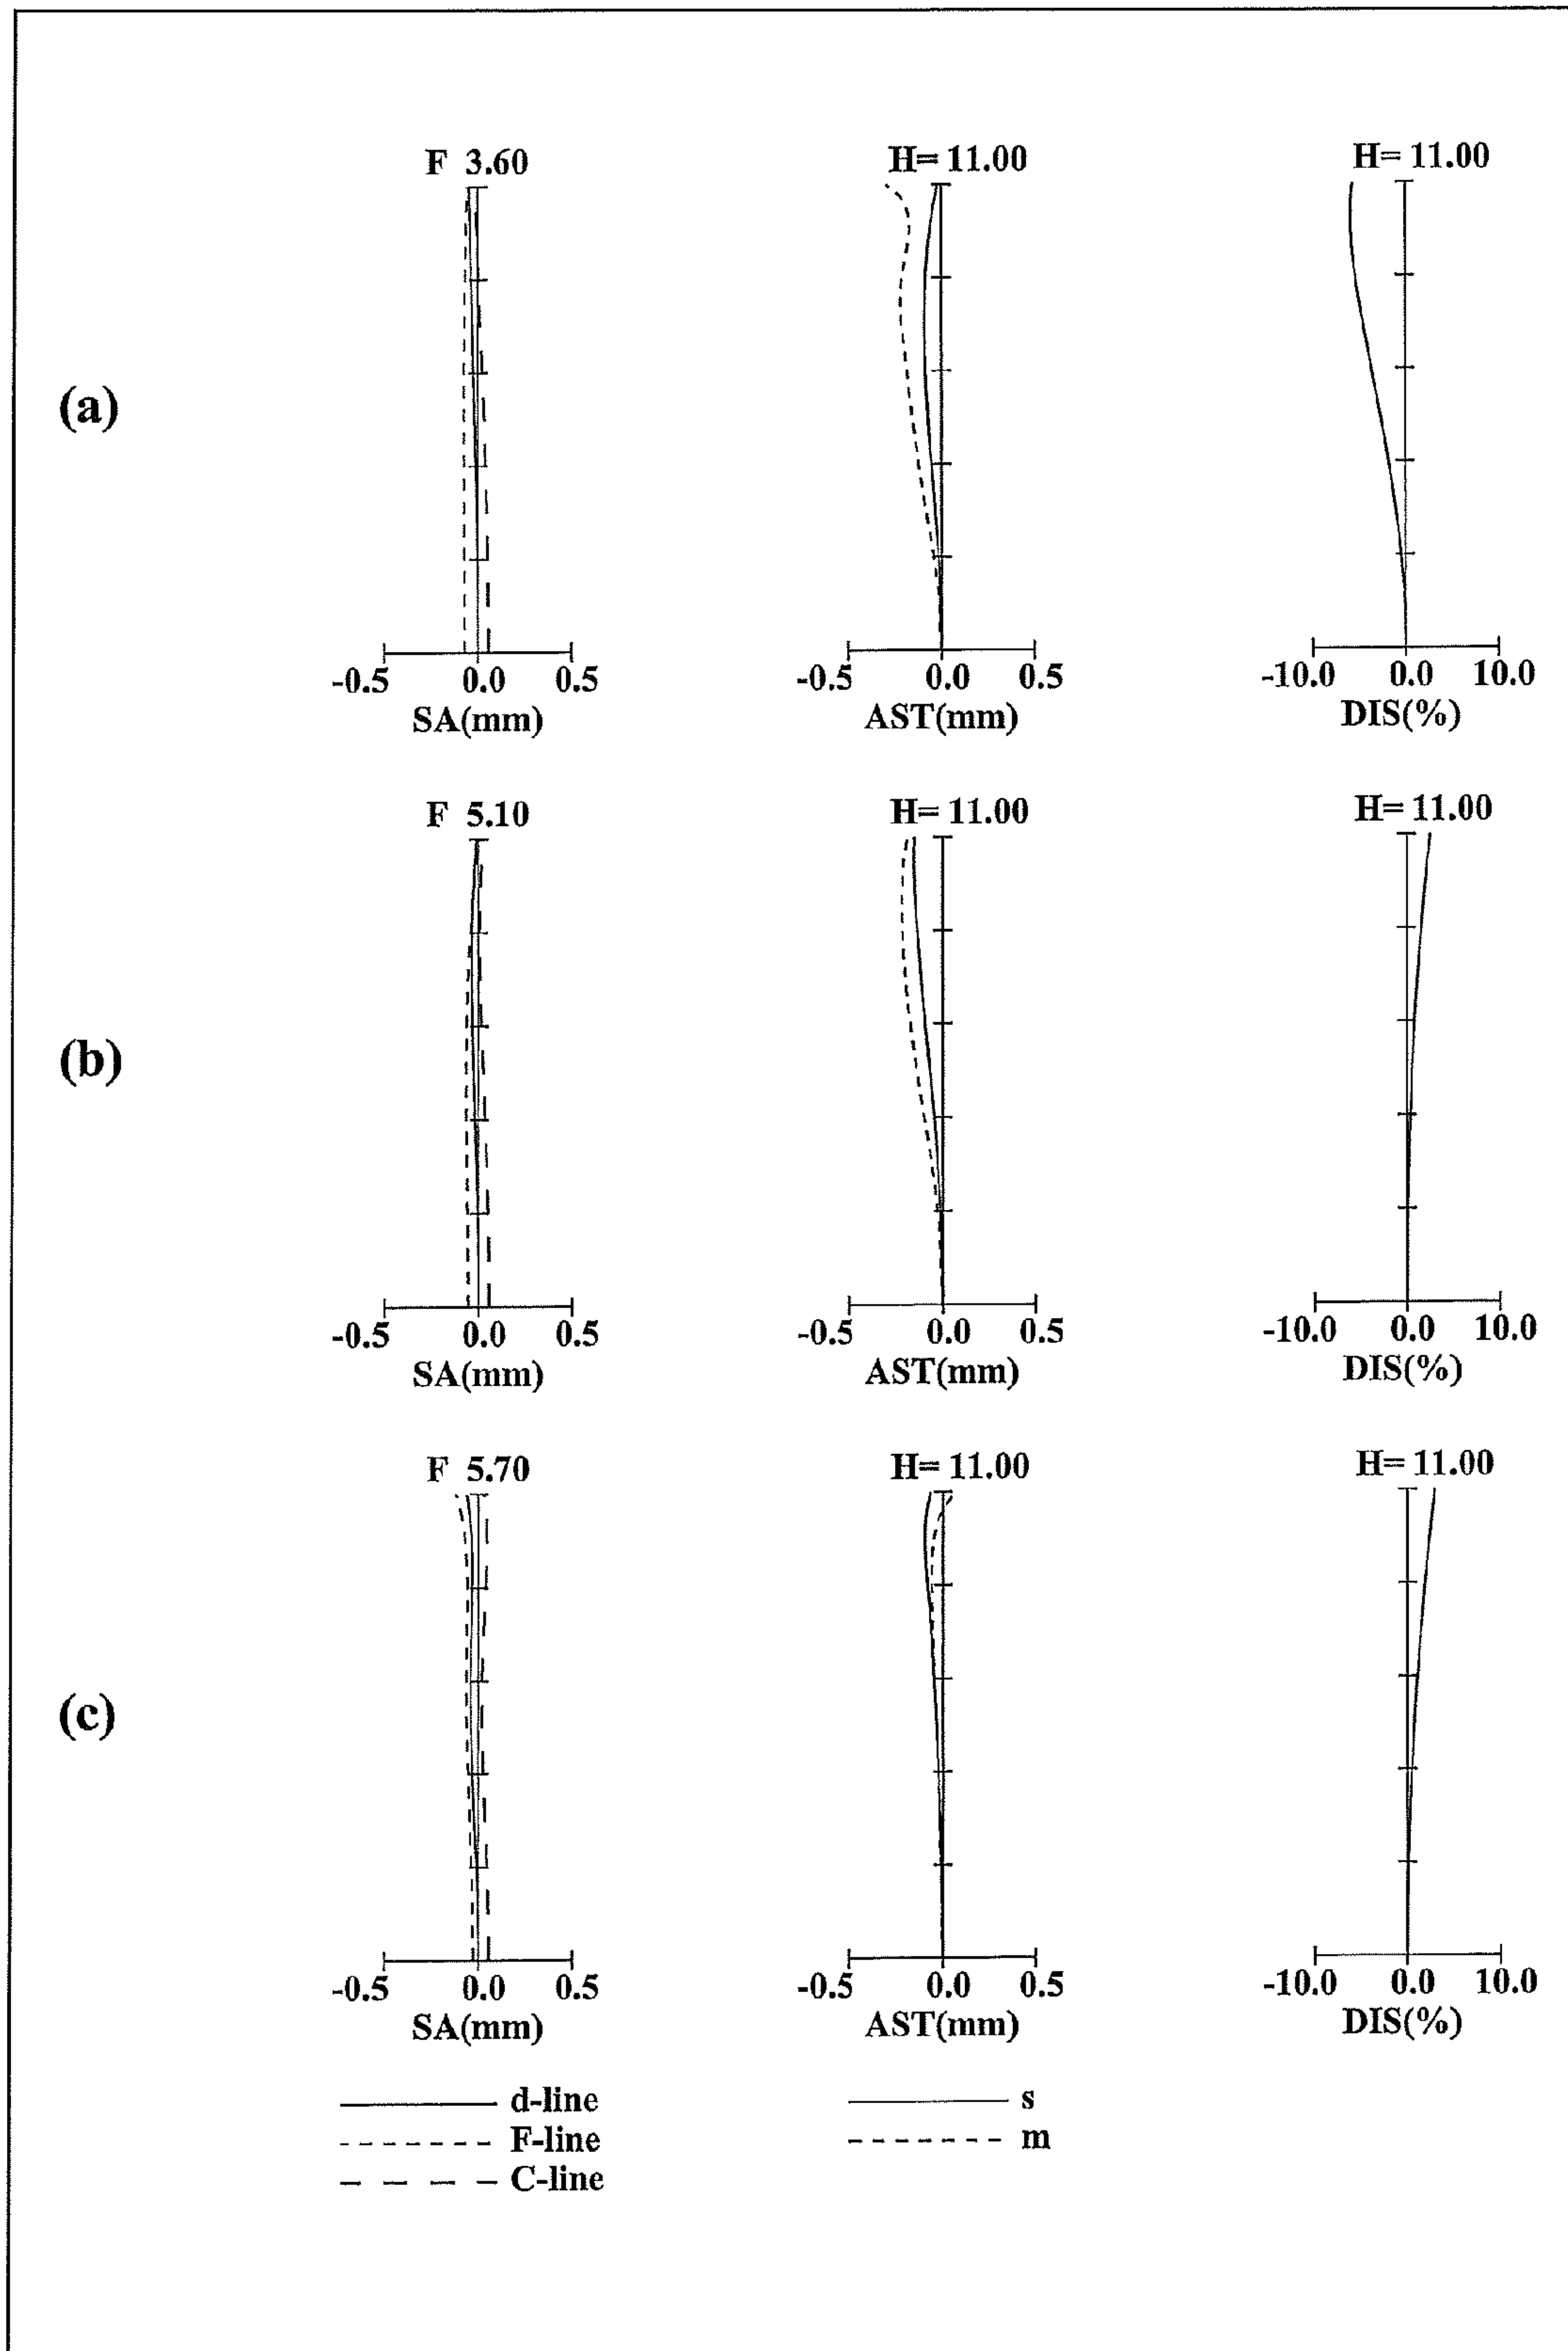 (a)
F 3.60
-0.5 0.0 0.5
SA(mm)
H= 11.00
-0.5 0.0 0.5
AST(mm)
H= 11.00
-10.0 0.0 10.0
DIS(%)
(b)
F 5.10
-0.5 0.0 0.5
SA(mm)
H= 11.00
-0.5 0.0 0.5
AST(mm)
H= 11.00
-10.0 0.0 10.0
DIS(%)
(c)
F 5.70
-0.5 0.0 0.5
SA(mm)
H= 11.00
-0.5 0.0 0.5
AST(mm)
H= 11.00
-10.0 0.0 10.0
DIS(%)
d-line
F-line
C-line
s
m